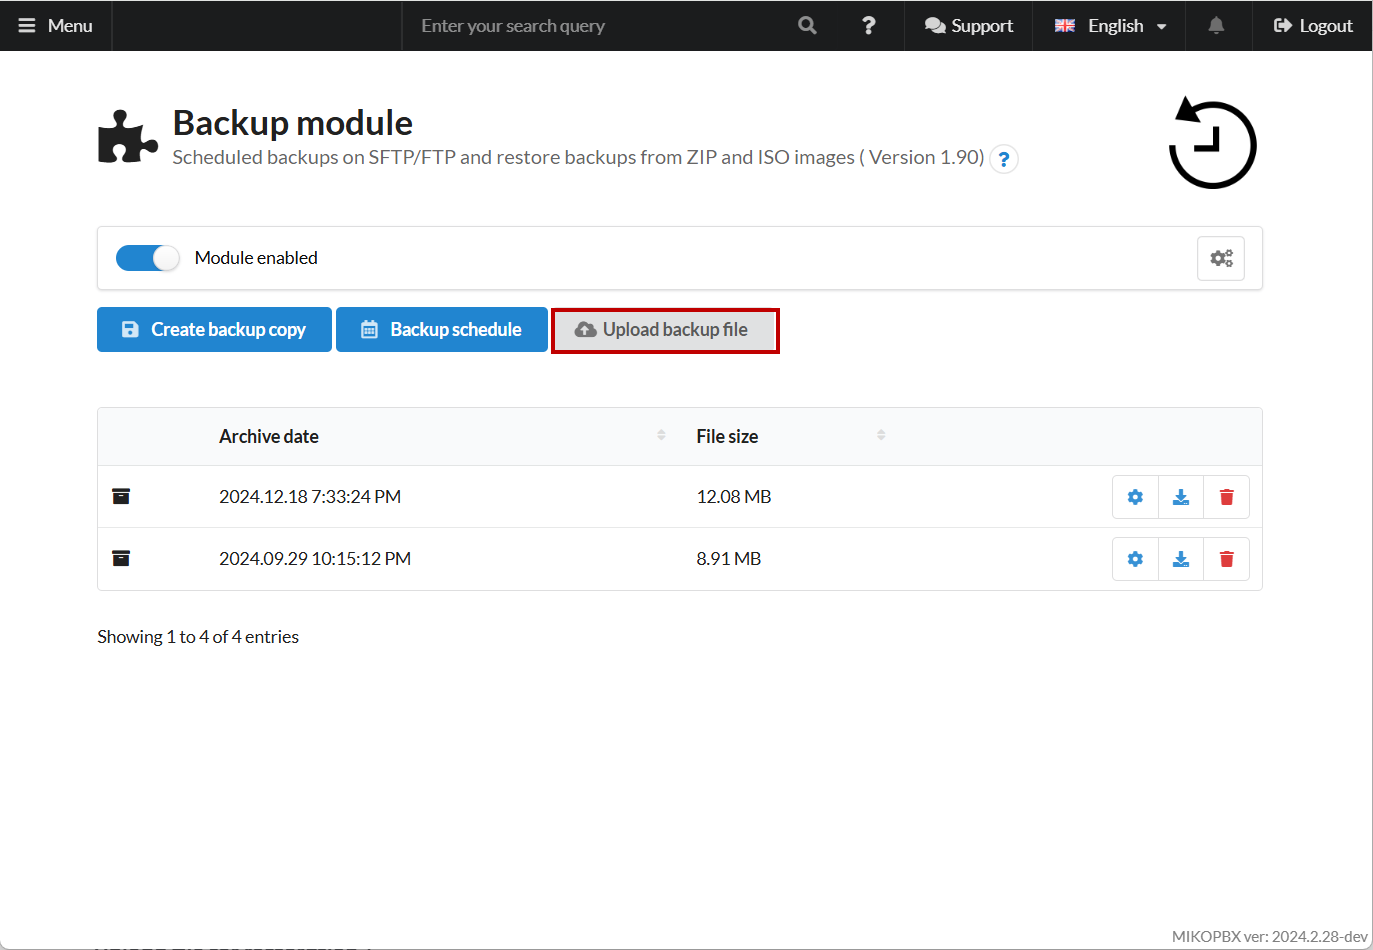 Menu
Enter your search query
?
Support
English
Logout
Backup module
Scheduled backups on SFTP/FTP and restore backups from ZIP and ISO images ( Version 1.90) ?
Module enabled
Create backup copy
Backup schedule
Upload backup file
Archive date
File size
2024.12.18 7:33:24 PM
12.08 MB
2024.09.29 10:15:12 PM
8.91 MB
Showing 1 to 4 of 4 entries
MIKOPBX ver: 2024.2.28-dev